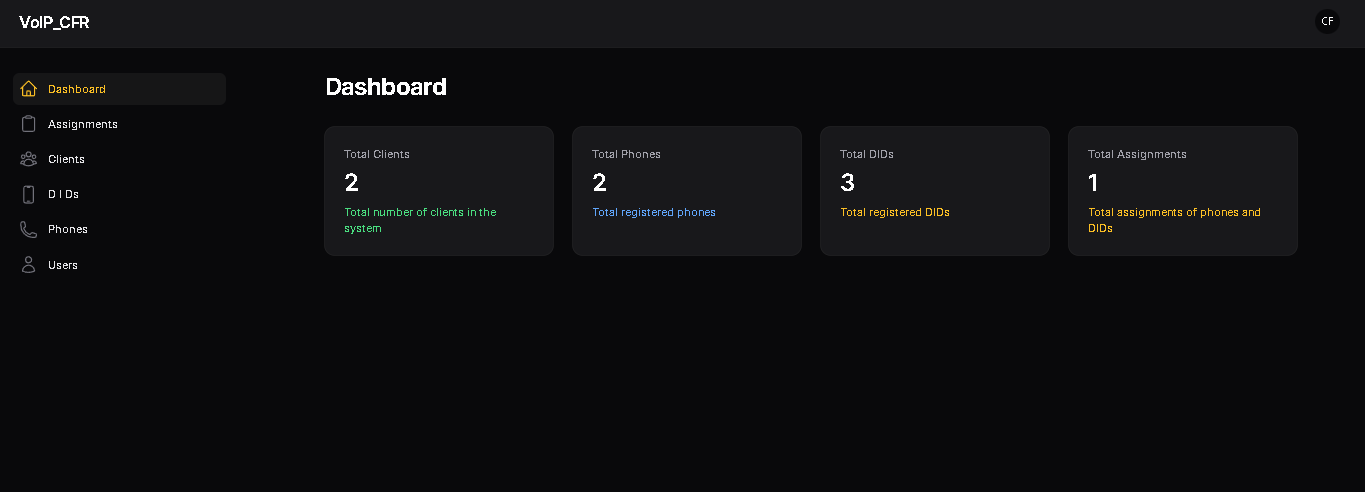 VoIP_CFR
CF
Dashboard
Assignments
Clients
D I Ds
Phones
Users
Dashboard
Total Clients
2
Total number of clients in the
system
Total Phones
2
Total registered phones
Total DIDs
3
Total registered DIDs
Total Assignments
1
Total assignments of phones and
DIDs